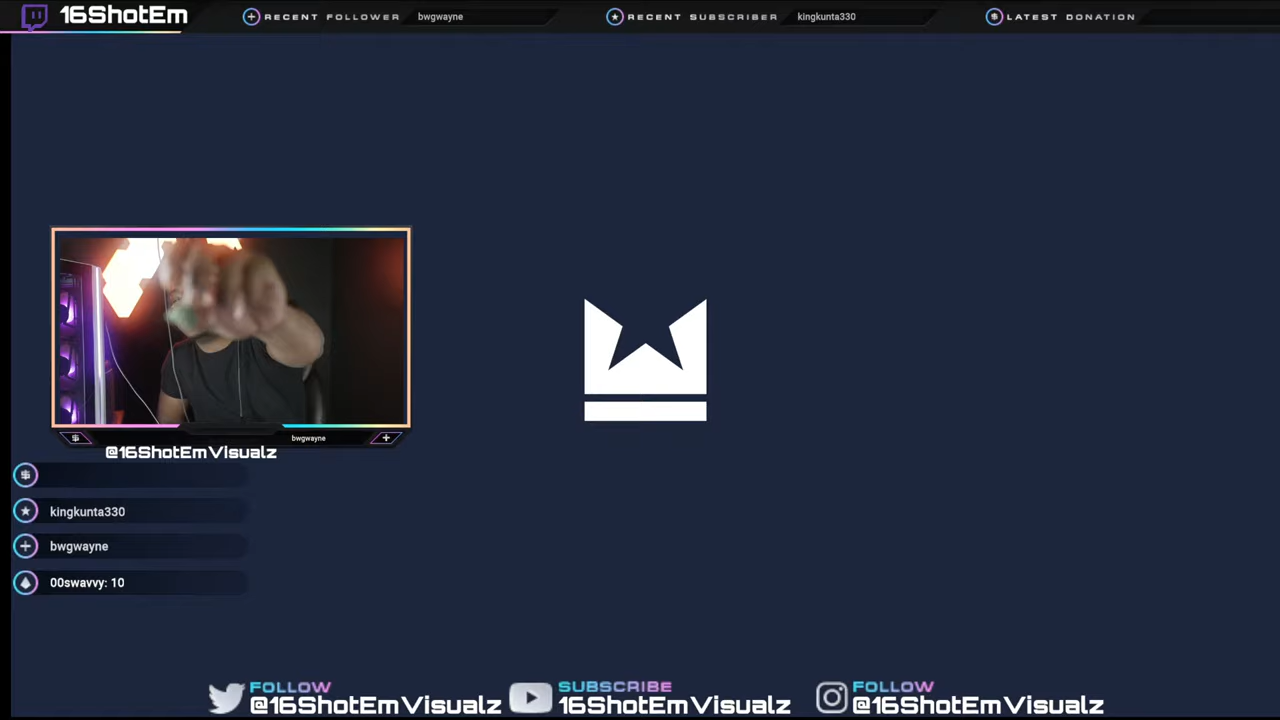 16ShotEm
RECENT FOLLOWER bwgwayne
RECENT SUBSCRIBER kingkunta330
LATEST DONATION
bwgwayne
@16ShotEmVisualz
kingkunta330
bwgwayne
00swavvy: 10
FOLLOW
@16ShotEmVisualz
SUBSCRIBE
16ShotEmVisualz
FOLLOW
@16ShotEmVisualz